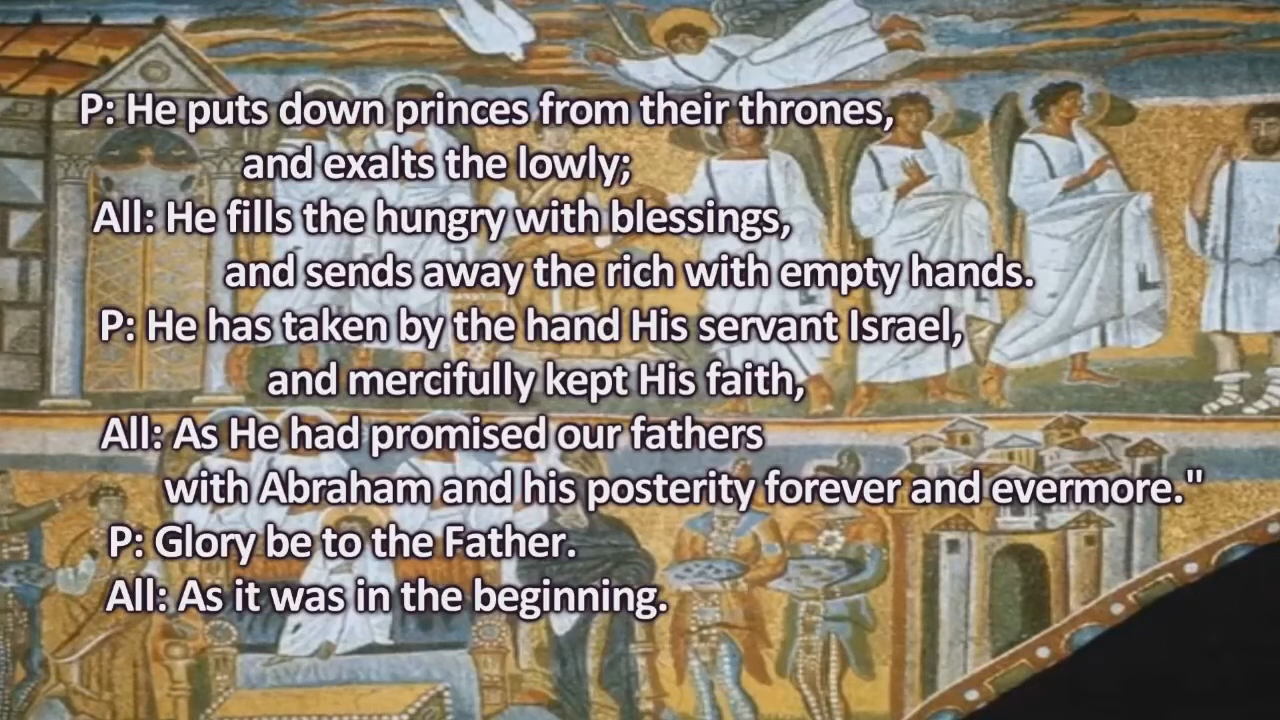 P: He puts down princes from their thrones,
and exalts the lowly;
All: He fills the hungry with blessings,
and sends away the rich with empty hands.
P: He has taken by the hand His servant Israel,
and mercifully kept His faith,
All: As He had promised our fathers
with Abraham and his posterity forever and evermore."
P: Glory be to the Father.
All: As it was in the beginning.